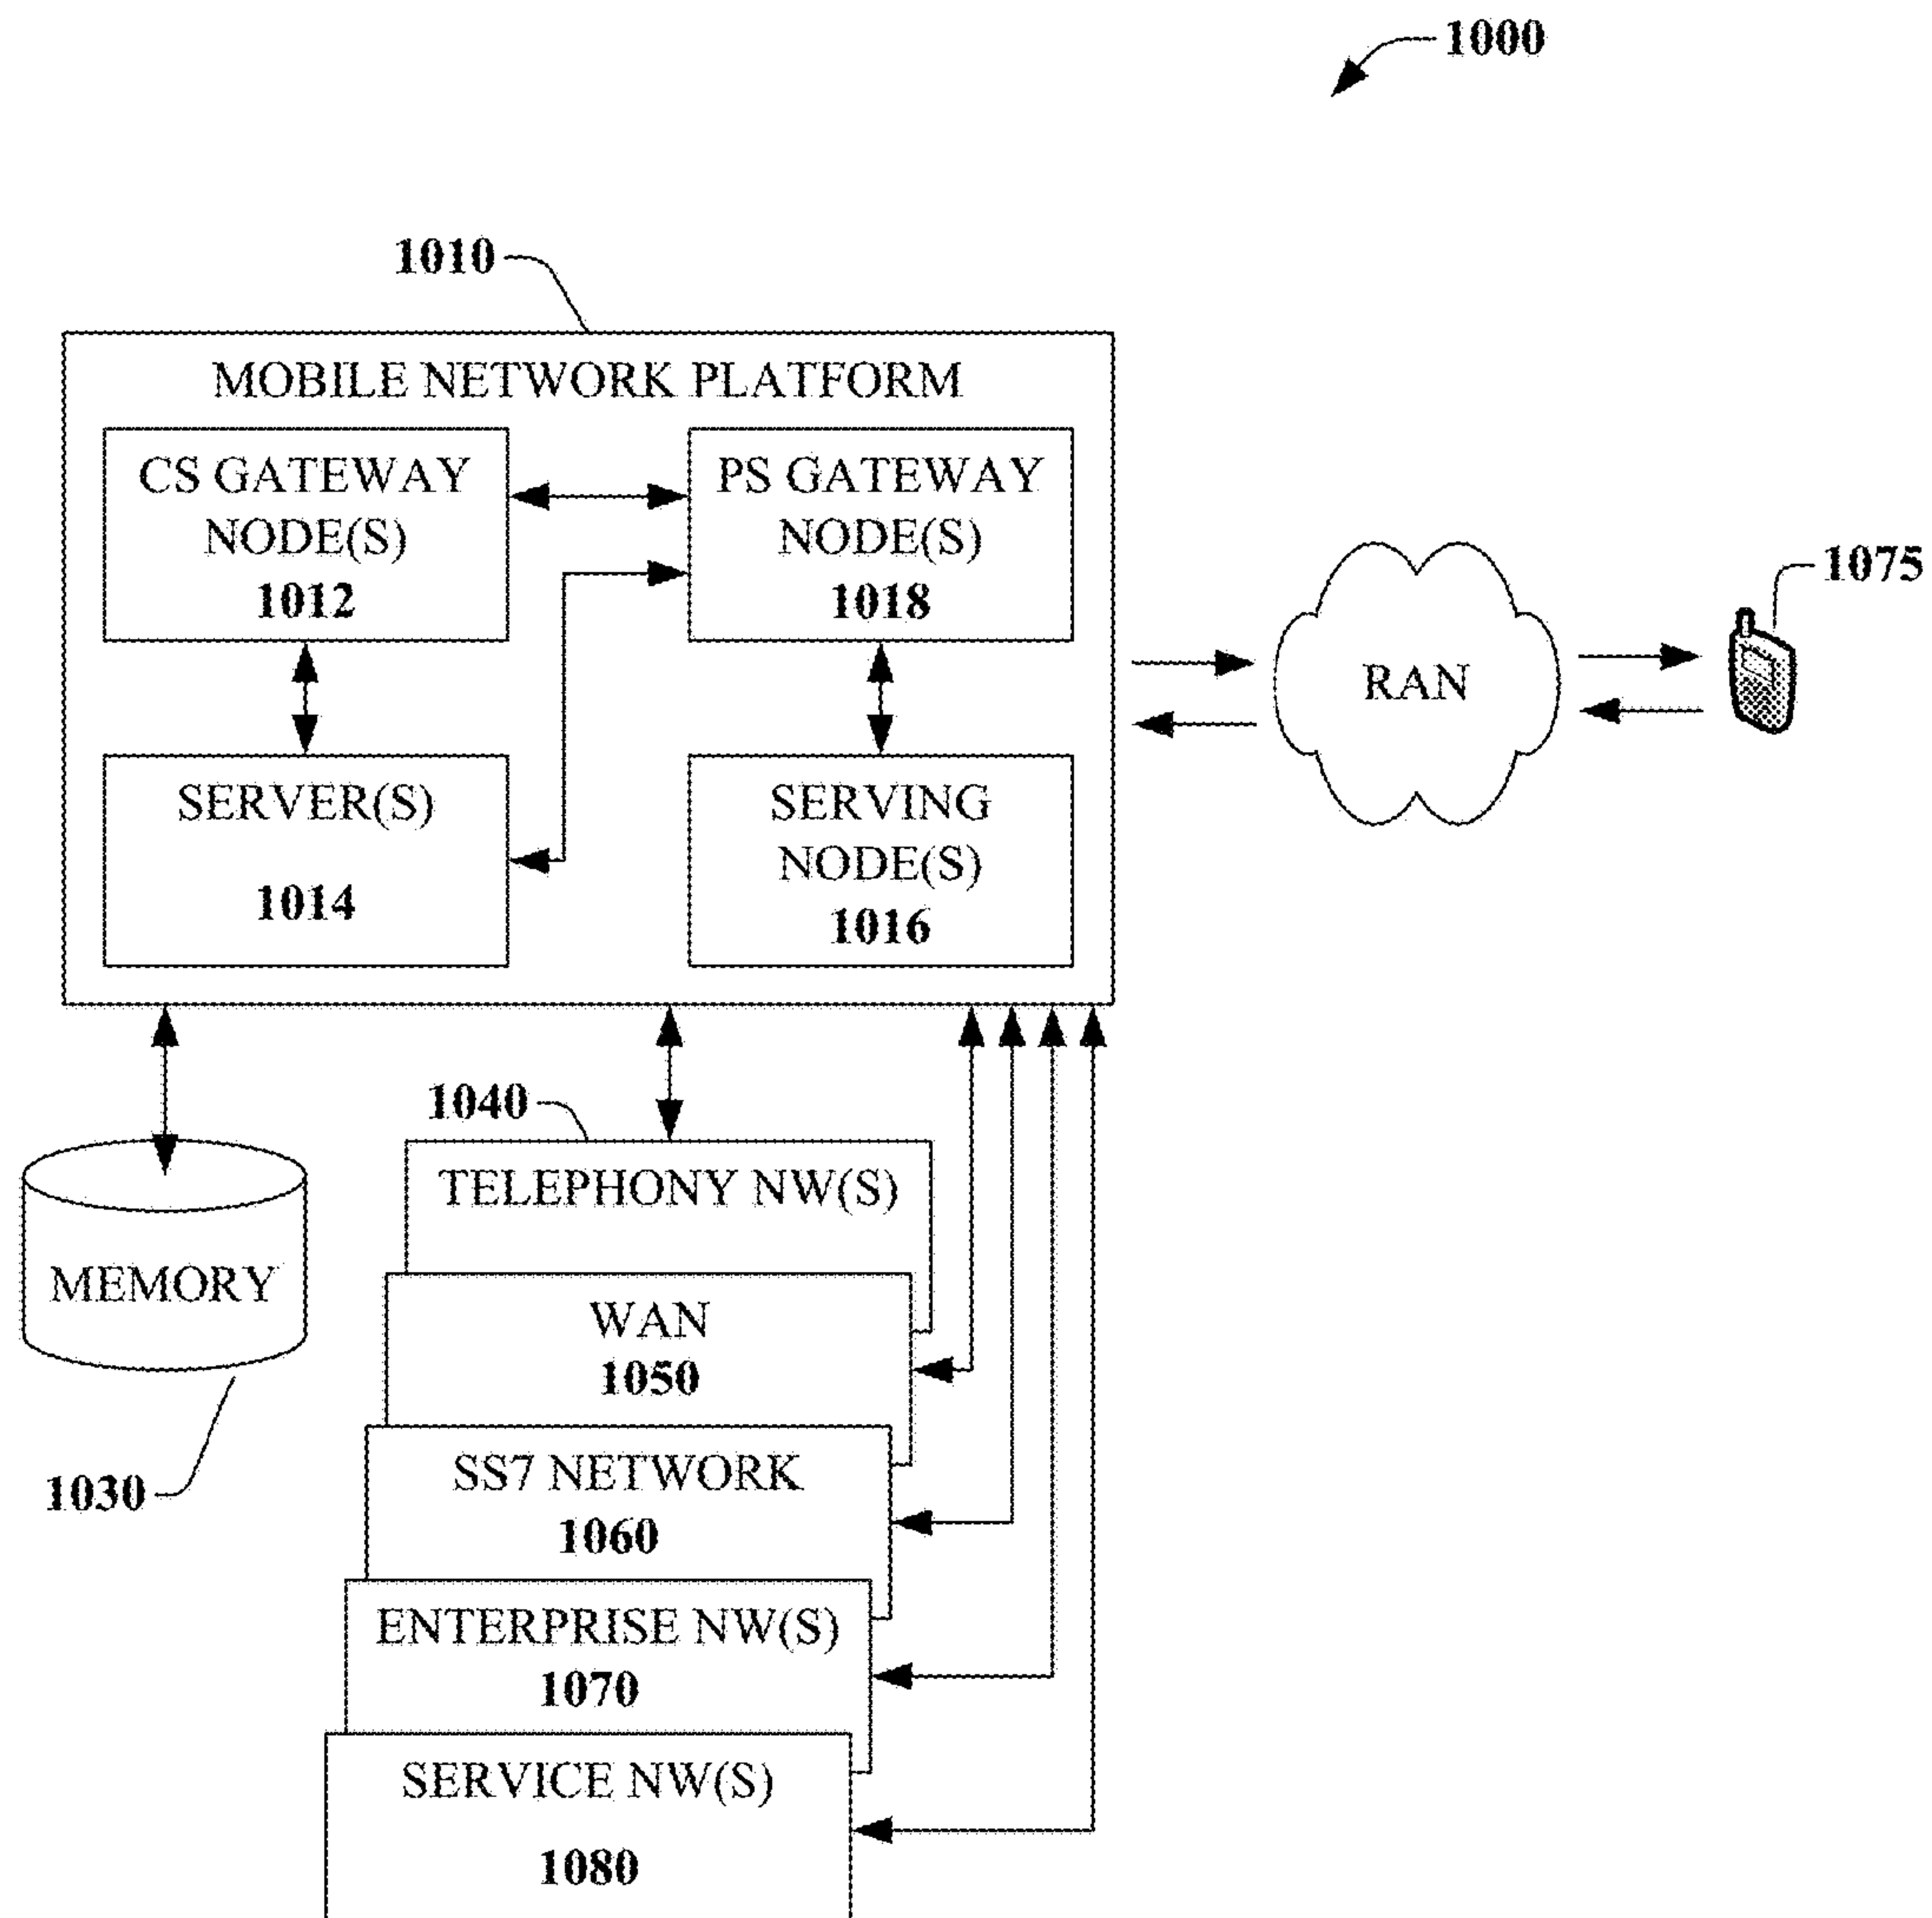 1000
1010
MOBILE NETWORK PLATFORM
CS GATEWAY
NODE(S)
1012
PS GATEWAY
NODE(S)
1018
SERVER(S)
1014
SERVING
NODE(S)
1016
RAN
1075
1040
TELEPHONY NW(S)
MEMORY
1030
WAN
1050
SS7 NETWORK
1060
ENTERPRISE NW(S)
1070
SERVICE NW(S)
1080